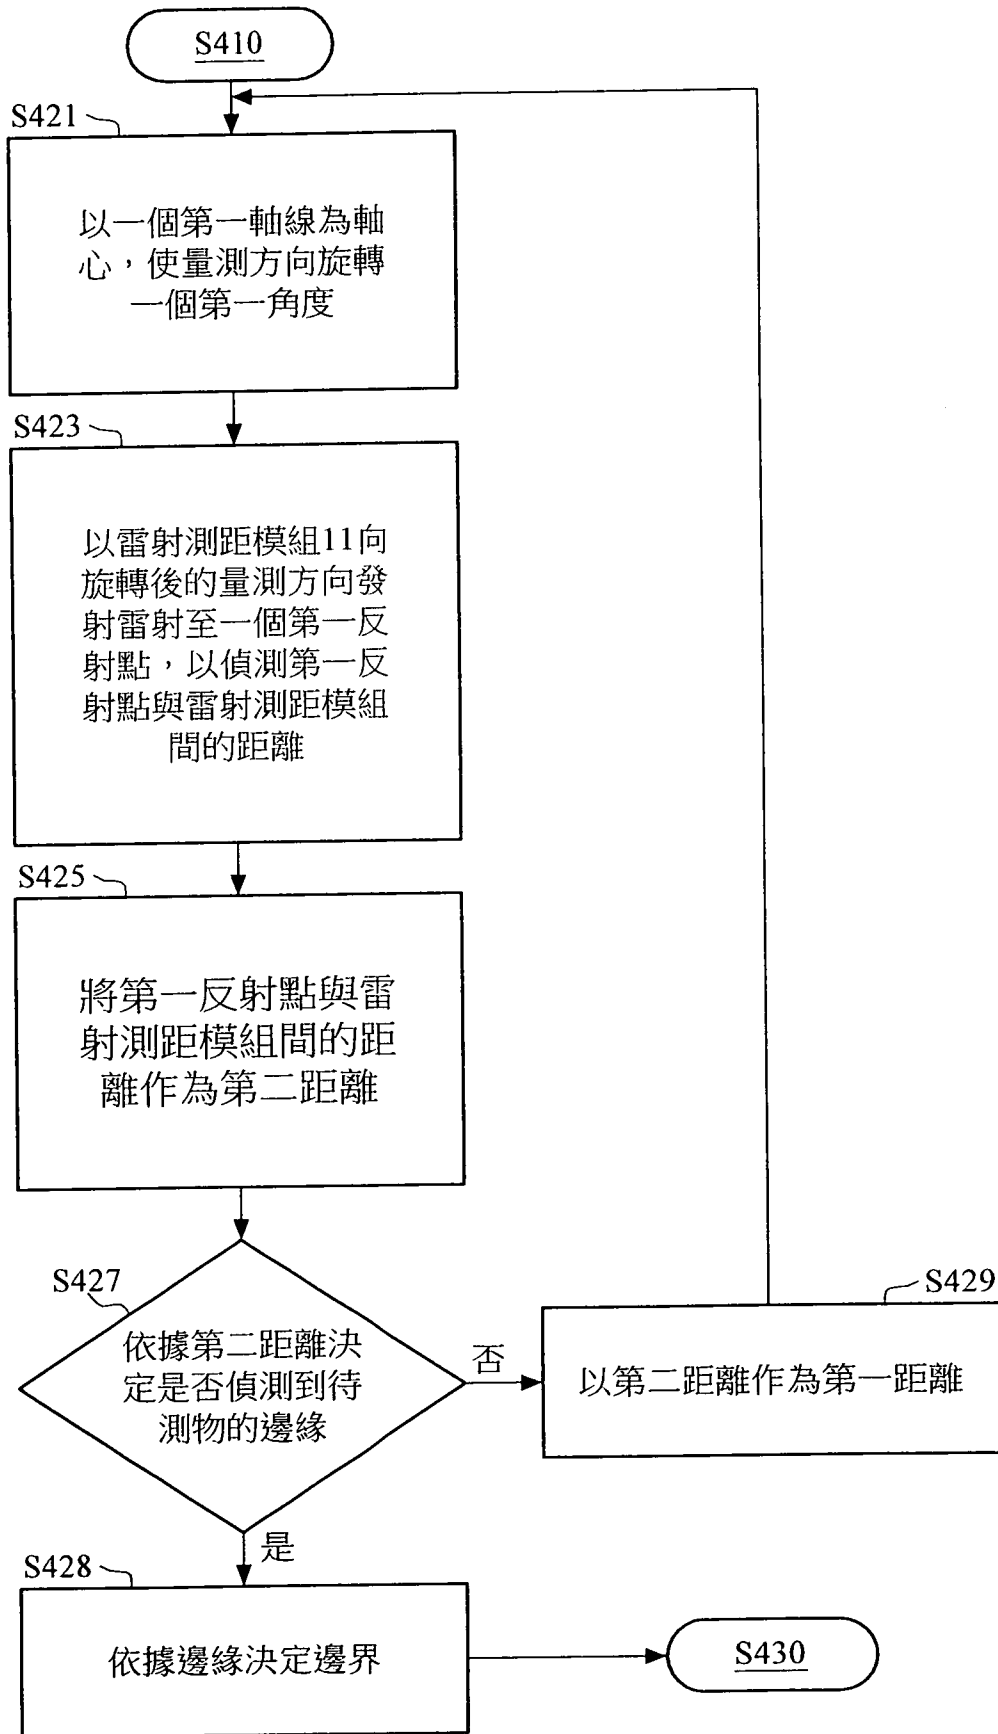 S410
S421
以一個第一軸線為軸
心，使量測方向旋轉
一個第一角度
S423
以雷射測距模組11向
旋轉後的量測方向發
射雷射至一個第一反
射點，以偵測第一反
射點與雷射測距模組
間的距離
S425
將第一反射點與雷
射測距模組間的距
離作為第二距離
S427
依據第二距離決
定是否偵測到待
測物的邊緣
否
S429
以第二距離作為第一距離
是
S428
依據邊緣決定邊界
S430